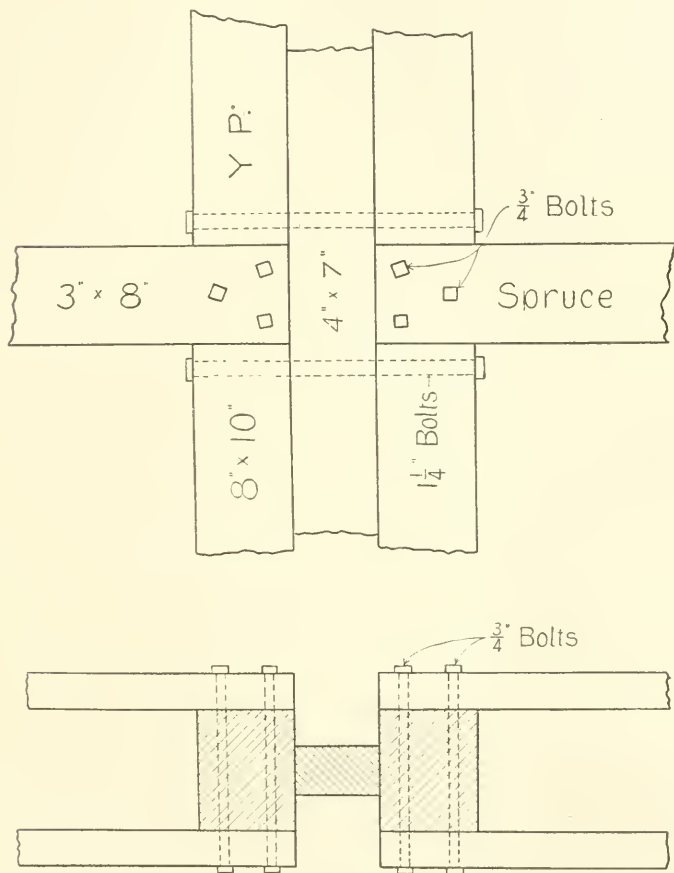 Y P.
3/4" Bolts
3" x 8"
4" x 7"
Spruce
8" x 10"
1 1/4" Bolts
3/4" Bolts